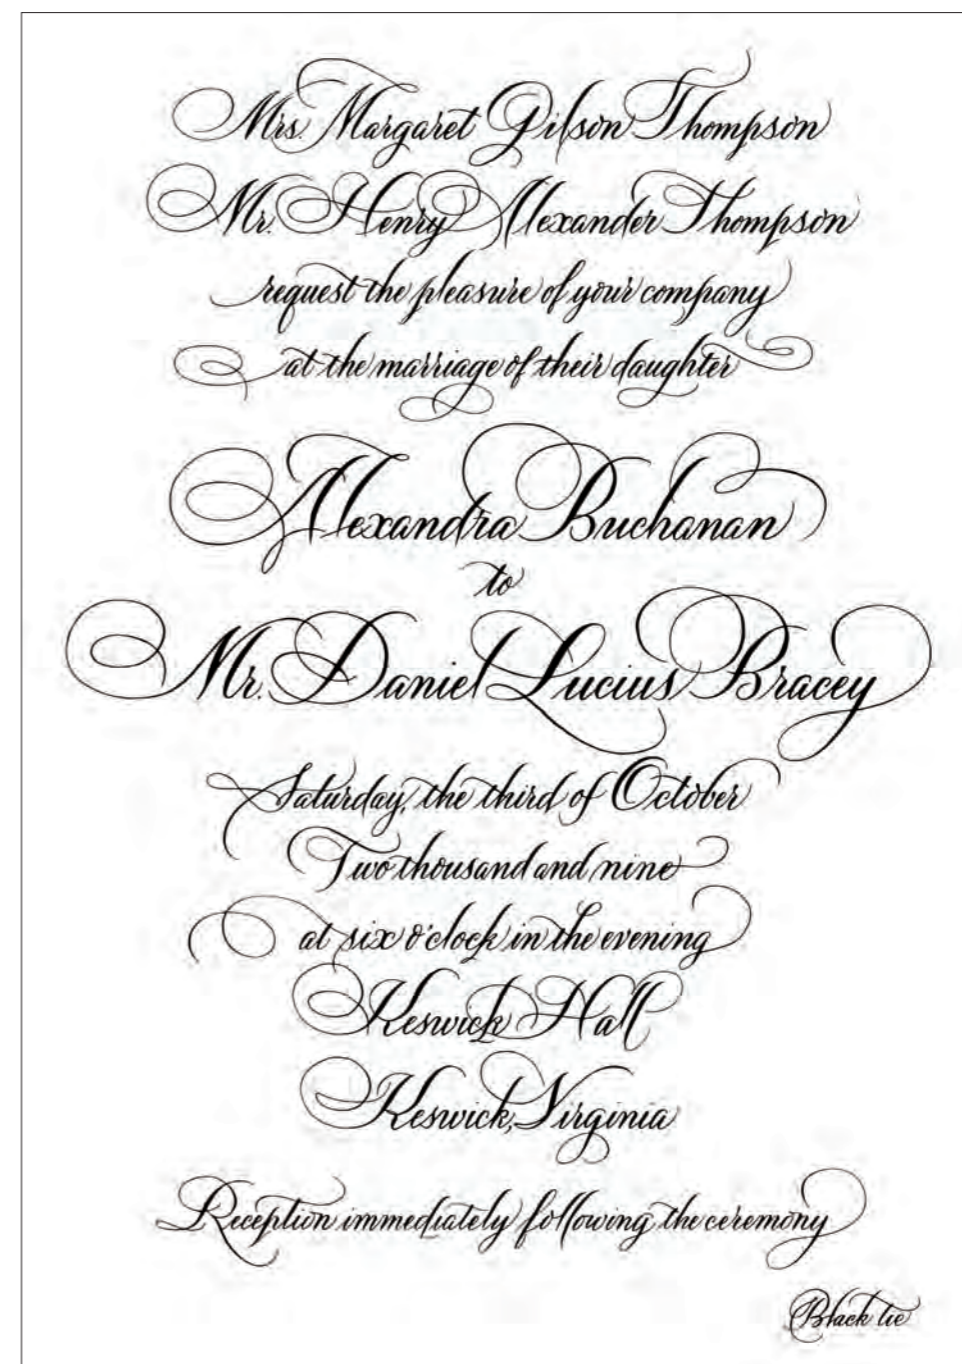 Mrs. Margaret Gilson Thompson
Mr. Henry Alexander Thompson
request the pleasure of your company
at the marriage of their daughter
Alexandra Buchanan
to
Mr. Daniel Lucius Bracey
Saturday, the third of October
Two thousand and nine
at six o'clock in the evening
Keswick Hall
Keswick, Virginia
Reception immediately following the ceremony
Black tie